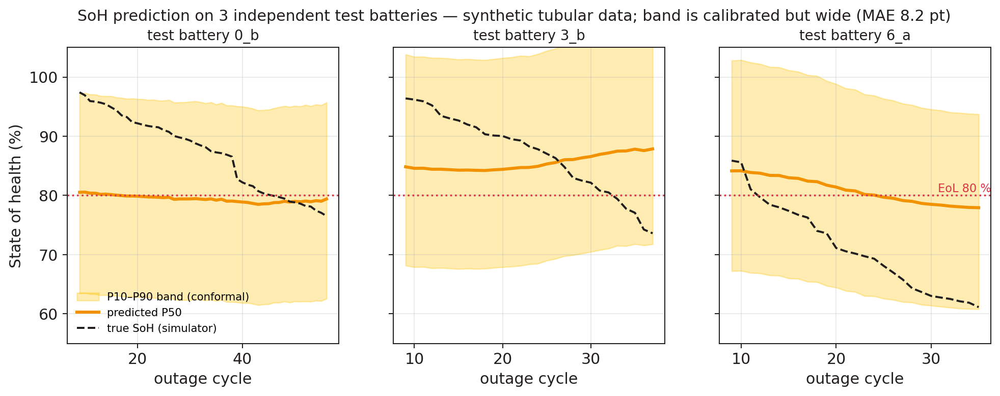 SoH prediction on 3 independent test batteries — synthetic tubular data; band is calibrated but wide (MAE 8.2 pt)
test battery 0_b
test battery 3_b
test battery 6_a
State of health (%)
100
90
80
70
60
EoL 80 %
P10–P90 band (conformal)
predicted P50
true SoH (simulator)
20 40
10 20 30
10 20 30
outage cycle
outage cycle
outage cycle